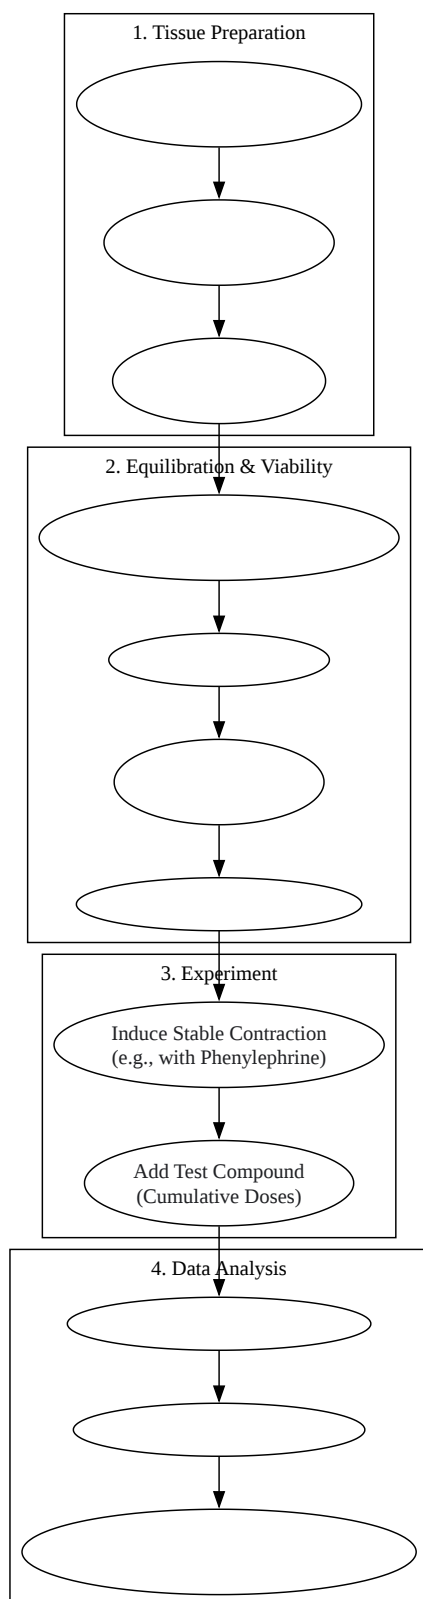 1. Tissue Preparation
2. Equilibration & Viability
3. Experiment
Induce Stable Contraction
(e.g., with Phenylephrine)
Add Test Compound
(Cumulative Doses)
4. Data Analysis